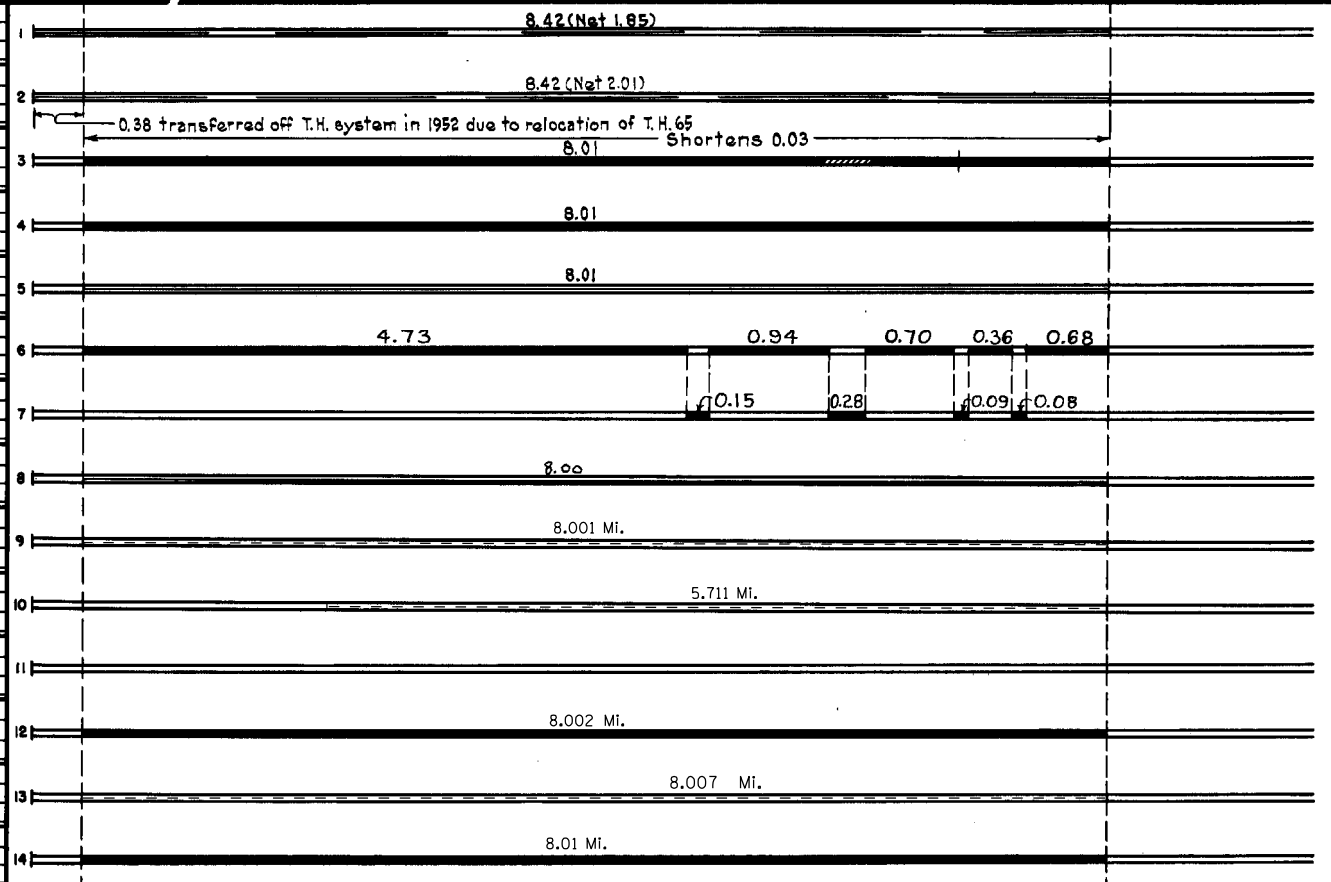 8.42 (Net 1.85)
1
8.42 (Net 2.01)
2
0.38 transferred off T.H. system in 1952 due to relocation of T.H. 65
Shortens 0.03
8.01
3
8.01
4
8.01
5
4.73 0.94 0.70 0.36 0.68
6
0.15 0.28 0.09 0.08
7
8.00
8
8.001 Mi.
9
5.711 Mi.
10
11
8.002 Mi.
12
8.007 Mi.
13
8.01 Mi.
14